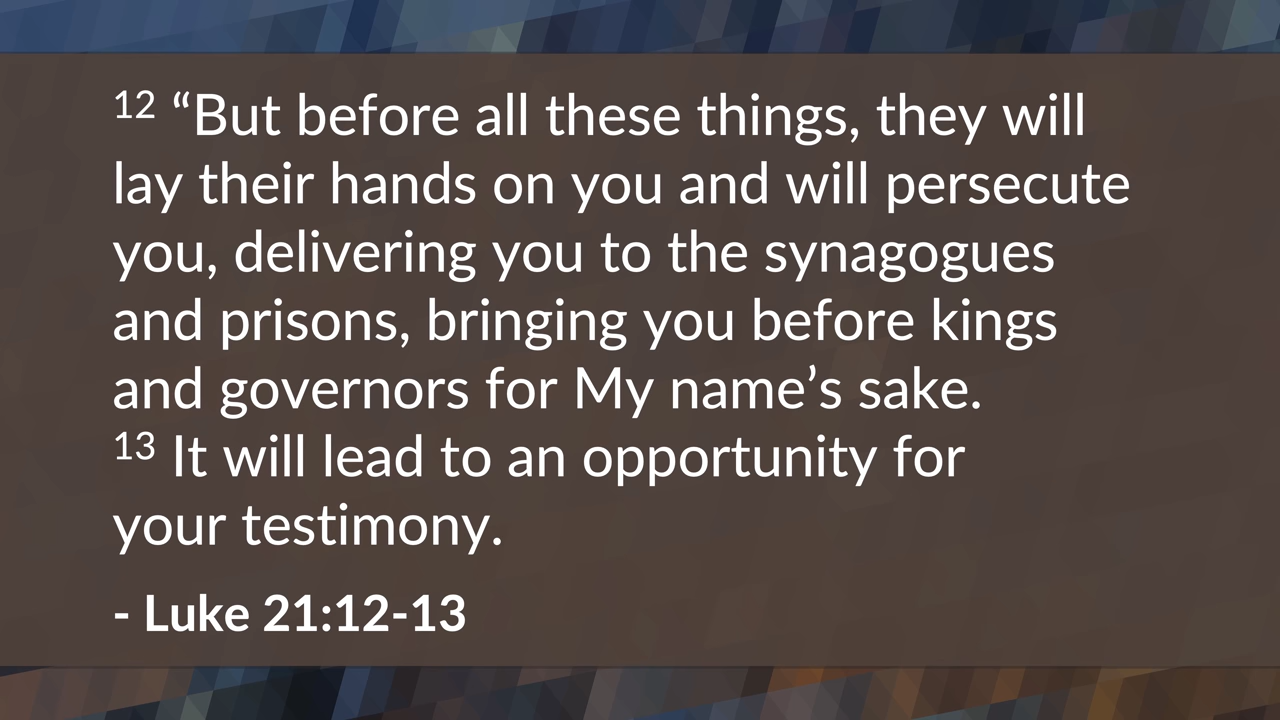 12 “But before all these things, they will
lay their hands on you and will persecute
you, delivering you to the synagogues
and prisons, bringing you before kings
and governors for My name’s sake.
13 It will lead to an opportunity for
your testimony.
- Luke 21:12-13